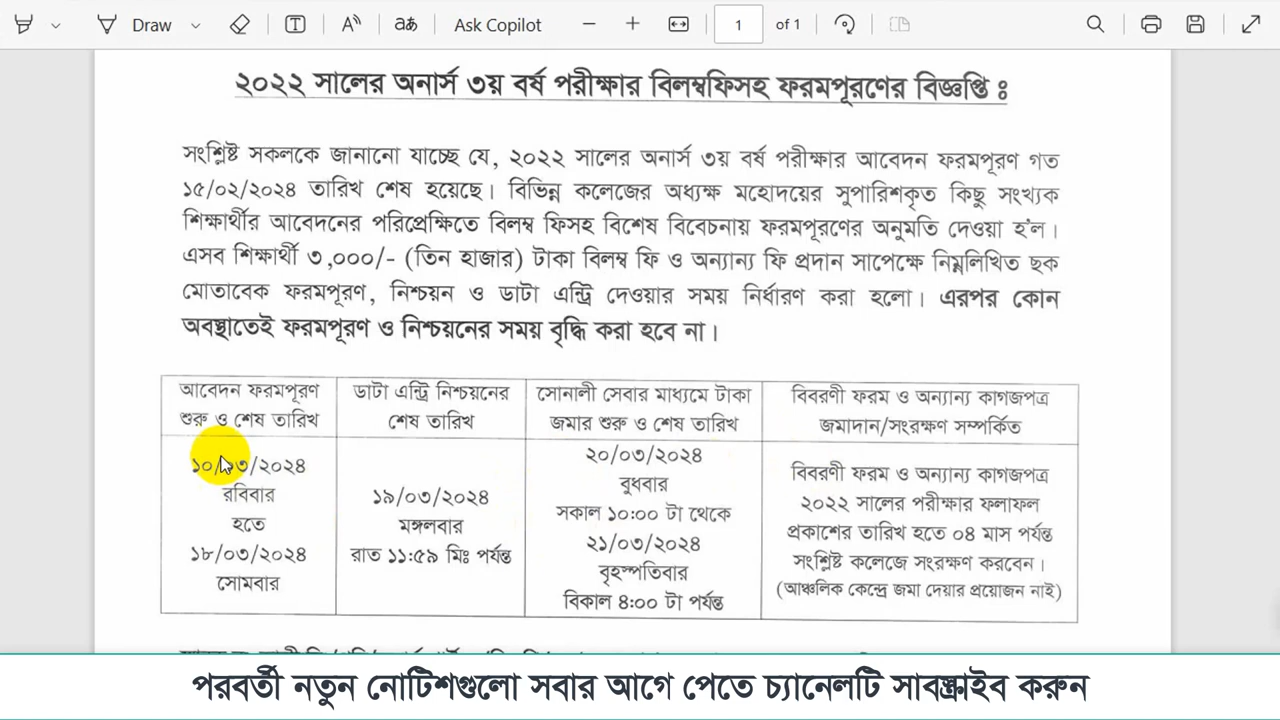 Draw
Ask Copilot
1 of 1
২০২২ সালের অনার্স ৩য় বর্ষ পরীক্ষার বিলম্বফিসহ ফরমপূরণের বিজ্ঞপ্তি ঃ
সংশ্লিষ্ট সকলকে জানানো যাচ্ছে যে, ২০২২ সালের অনার্স ৩য় বর্ষ পরীক্ষার আবেদন ফরমপূরণ গত
১৫/০২/২০২৪ তারিখ শেষ হয়েছে। বিভিন্ন কলেজের অধ্যক্ষ মহোদয়ের সুপারিশকৃত কিছু সংখ্যক
শিক্ষার্থীর আবেদনের পরিপ্রেক্ষিতে বিলম্ব ফিসহ বিশেষ বিবেচনায় ফরমপূরণের অনুমতি দেওয়া হ'ল।
এসব শিক্ষার্থী ৩,০০০/- (তিন হাজার) টাকা বিলম্ব ফি ও অন্যান্য ফি প্রদান সাপেক্ষে নিম্নলিখিত ছক
মোতাবেক ফরমপূরণ, নিশ্চয়ন ও ডাটা এন্ট্রি দেওয়ার সময় নির্ধারণ করা হলো। এরপর কোন
অবস্থাতেই ফরমপূরণ ও নিশ্চয়নের সময় বৃদ্ধি করা হবে না।
আবেদন ফরমপূরণ
শুরু ও শেষ তারিখ
ডাটা এন্ট্রি নিশ্চয়নের
শেষ তারিখ
সোনালী সেবার মাধ্যমে টাকা
জমার শুরু ও শেষ তারিখ
বিবরণী ফরম ও অন্যান্য কাগজপত্র
জমাদান/সংরক্ষণ সম্পর্কিত
১০/০৩/২০২৪
রবিবার
হতে
১৮/০৩/২০২৪
সোমবার
১৯/০৩/২০২৪
মঙ্গলবার
রাত ১১:৫৯ মিঃ পর্যন্ত
২০/০৩/২০২৪
বুধবার
সকাল ১০:০০ টা থেকে
২১/০৩/২০২৪
বৃহস্পতিবার
বিকাল ৪:০০ টা পর্যন্ত
বিবরণী ফরম ও অন্যান্য কাগজপত্র
২০২২ সালের পরীক্ষার ফলাফল
প্রকাশের তারিখ হতে ০৪ মাস পর্যন্ত
সংশ্লিষ্ট কলেজে সংরক্ষণ করবেন।
(আঞ্চলিক কেন্দ্রে জমা দেয়ার প্রয়োজন নাই)
পরবর্তী নতুন নোটিশগুলো সবার আগে পেতে চ্যানেলটি সাবস্ক্রাইব করুন